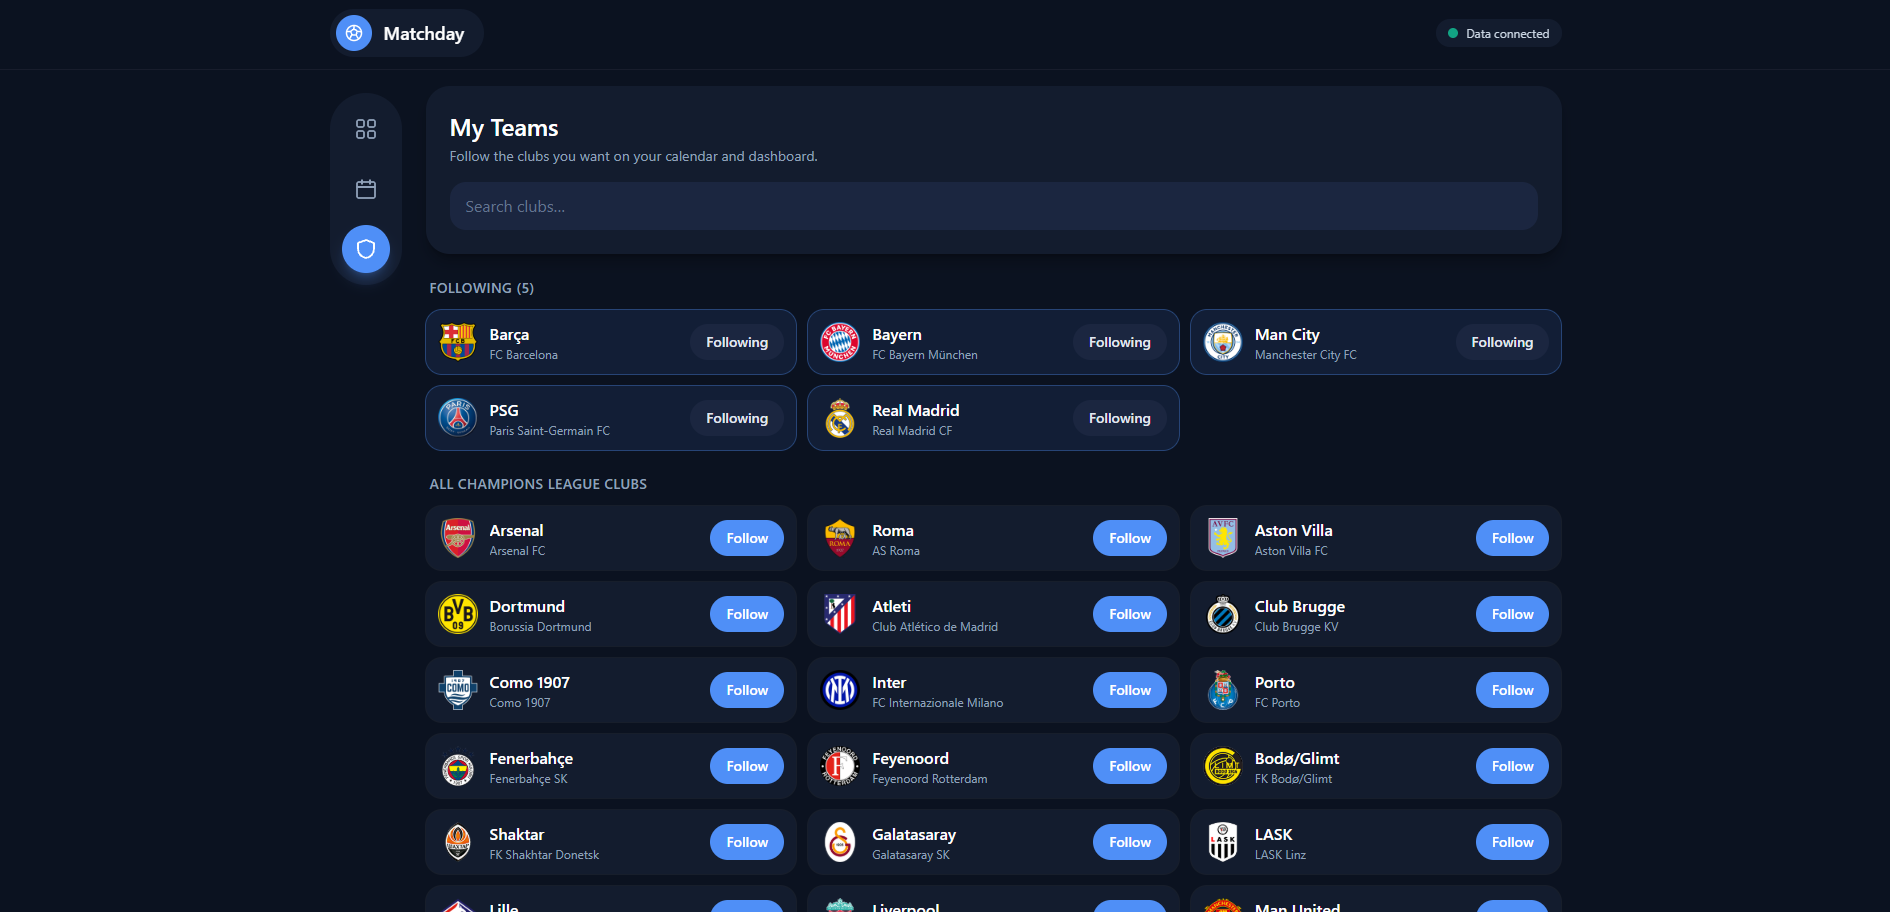 Matchday
Data connected
My Teams
Follow the clubs you want on your calendar and dashboard.
Search clubs...
FOLLOWING (5)
Barça
FC Barcelona
Following
Bayern
FC Bayern München
Following
Man City
Manchester City FC
Following
PSG
Paris Saint-Germain FC
Following
Real Madrid
Real Madrid CF
Following
ALL CHAMPIONS LEAGUE CLUBS
Arsenal
Arsenal FC
Follow
Roma
AS Roma
Follow
Aston Villa
Aston Villa FC
Follow
Dortmund
Borussia Dortmund
Follow
Atleti
Club Atlético de Madrid
Follow
Club Brugge
Club Brugge KV
Follow
Como 1907
Como 1907
Follow
Inter
FC Internazionale Milano
Follow
Porto
FC Porto
Follow
Fenerbahçe
Fenerbahçe SK
Follow
Feyenoord
Feyenoord Rotterdam
Follow
Bodø/Glimt
FK Bodø/Glimt
Follow
Shaktar
FK Shakhtar Donetsk
Follow
Galatasaray
Galatasaray SK
Follow
LASK
LASK Linz
Follow
Lille
Liverpool
Man United